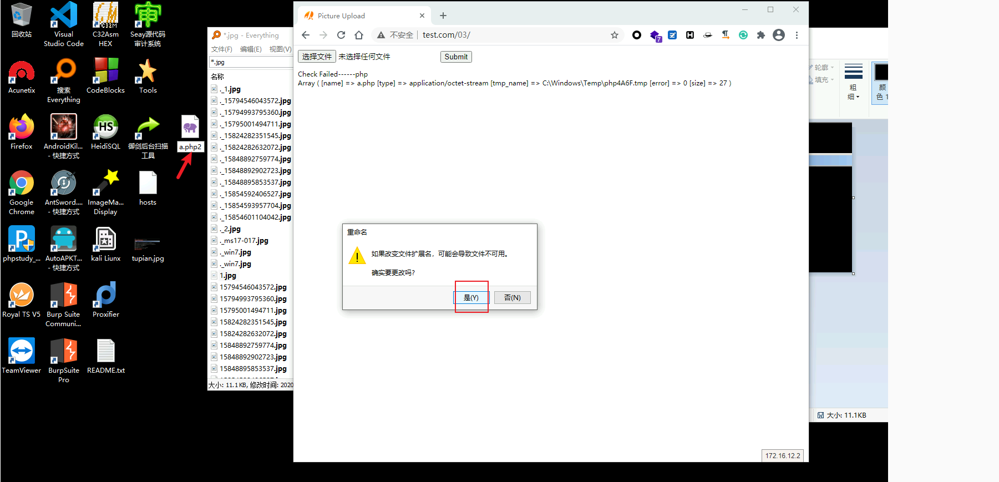 回收站
Visual
Studio Code
C32Asm
HEX
Seay源代码
审计系统
Acunetix
搜索
Everything
CodeBlocks
Tools
Firefox
AndroidKil...
- 快捷方式
HeidiSQL
御剑后台扫描
工具
a.php2
Google
Chrome
AntSword....
- 快捷方式
ImageMa...
Display
hosts
phpstudy_...
AutoAPKT...
- 快捷方式
kali Liunx
tupian.jpg
Royal TS V5
Burp Suite
Communi...
Proxifier
TeamViewer
BurpSuite
Pro
README.txt
*.jpg - Everything
文件(F) 编辑(E) 视图(V)
*.jpg
名称
._1.jpg
._15794546043572.jpg
._15794993795360.jpg
._15795001494711.jpg
._15824282351545.jpg
._15824282632072.jpg
._15848892759774.jpg
._15848892902723.jpg
._15848895853537.jpg
._15854592406527.jpg
._15854593957704.jpg
._15854601104042.jpg
._2.jpg
._ms17-017.jpg
._win7.jpg
._win7.jpg
1.jpg
15794546043572.jpg
15794993795360.jpg
15795001494711.jpg
15824282351545.jpg
15824282632072.jpg
15848892759774.jpg
15848892902723.jpg
15848895853537.jpg
大小: 11.1KB, 修改时间: 2020
Picture Upload
不安全 test.com/03/
7
选择文件 未选择任何文件 Submit
Check Failed------php
Array ( [name] => a.php [type] => application/octet-stream [tmp_name] => C:\Windows\Temp\php4A6F.tmp [error] => 0 [size] => 27 )
重命名
如果改变文件扩展名，可能会导致文件不可用。
确实要更改吗?
是(Y) 否(N)
172.16.12.2
轮廓
填充
粗
细
颜
色 1
大小: 11.1KB